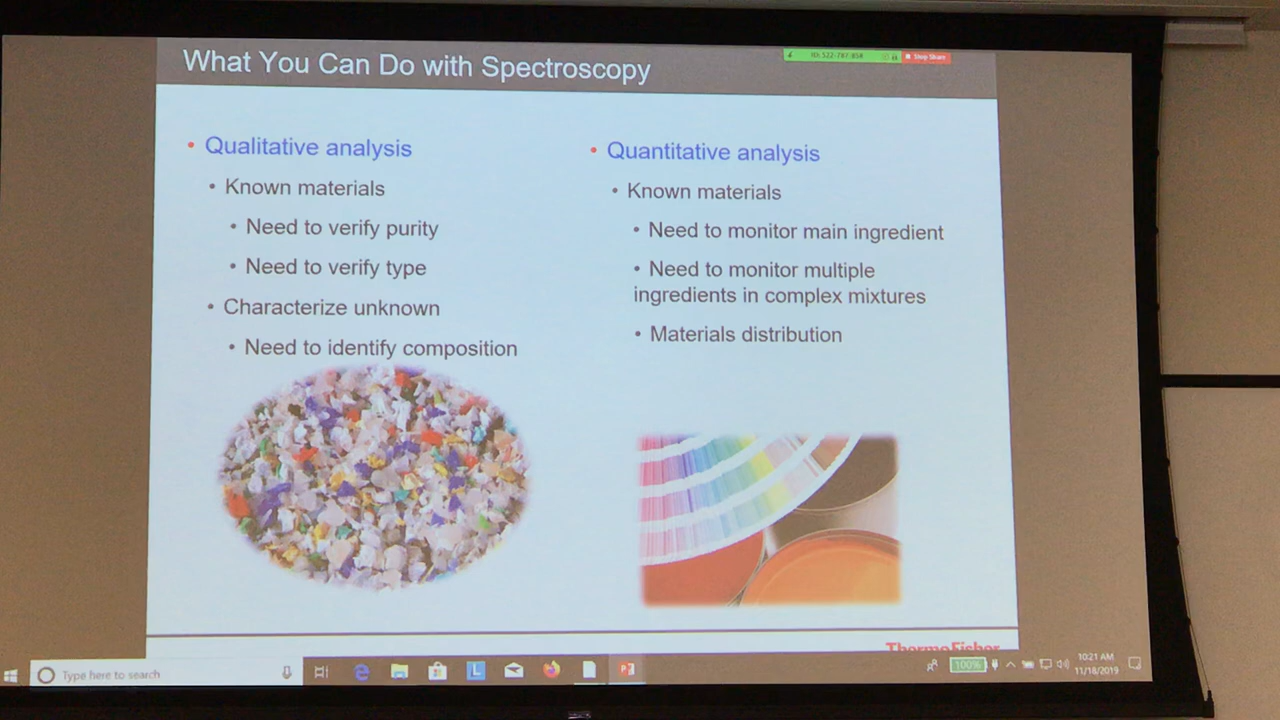 What You Can Do with Spectroscopy
Stop Share
• Qualitative analysis
• Known materials
• Need to verify purity
• Need to verify type
• Characterize unknown
• Need to identify composition
• Quantitative analysis
• Known materials
• Need to monitor main ingredient
• Need to monitor multiple
ingredients in complex mixtures
• Materials distribution
ThermoFisher
Type here to search
100%
10:21 AM
11/18/2019